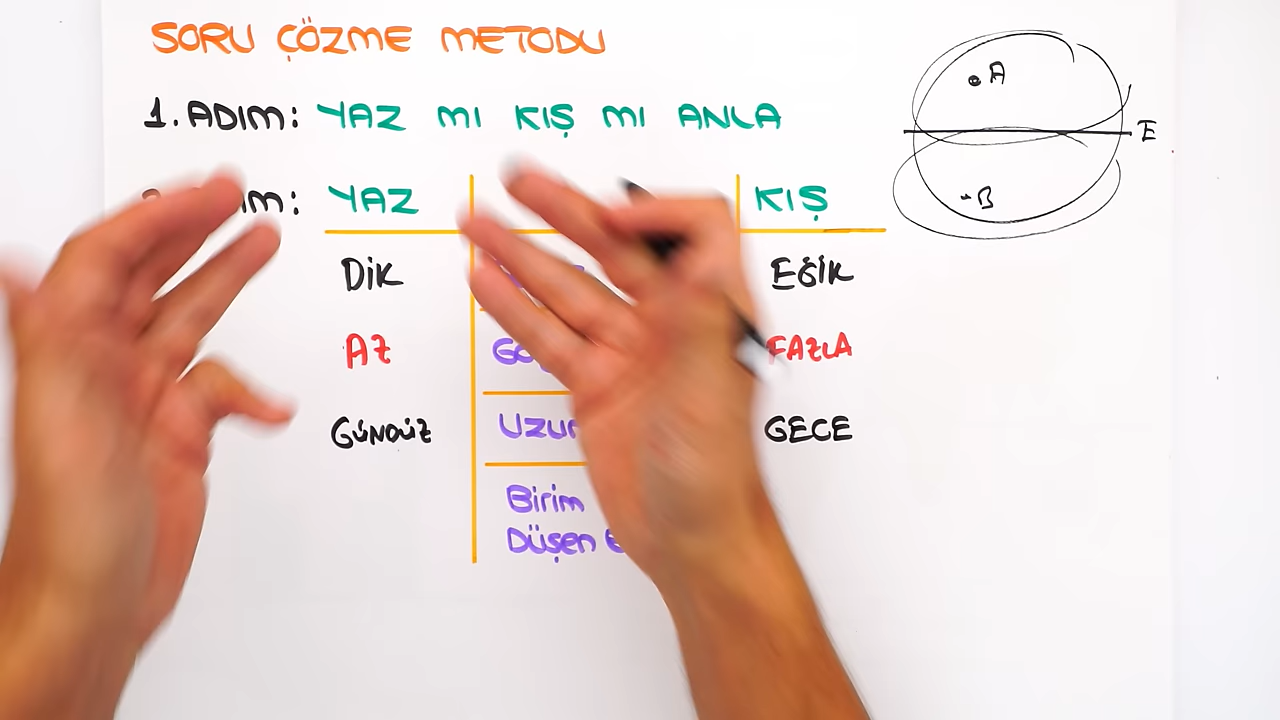 SORU ÇÖZME METODU
1. ADIM: YAZ MI KIŞ MI ANLA
YAZ KIŞ
DİK EĞİK
AZ FAZLA
GÜNDÜZ GECE
Birim
Düşen
A
E
B